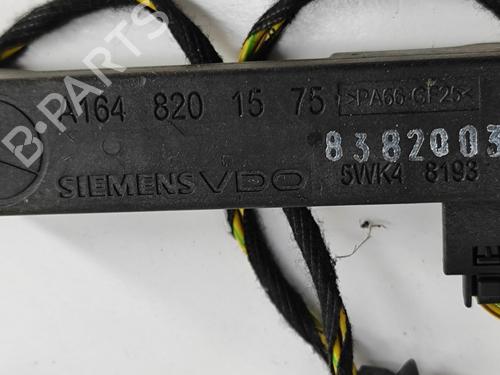 A164 820 15 75 >PA66-GF25<
8382003
SIEMENS VDO 5WK4 8193
B-PARTS